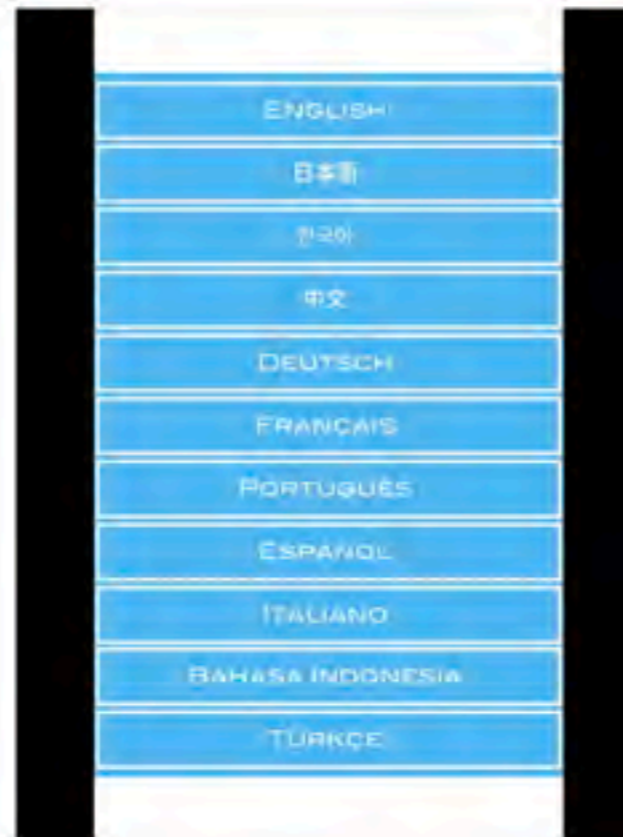 ENGLISH
日本語
한국어
中文
DEUTSCH
FRANÇAIS
PORTUGUÊS
ESPAÑOL
ITALIANO
BAHASA INDONESIA
TÜRKÇE